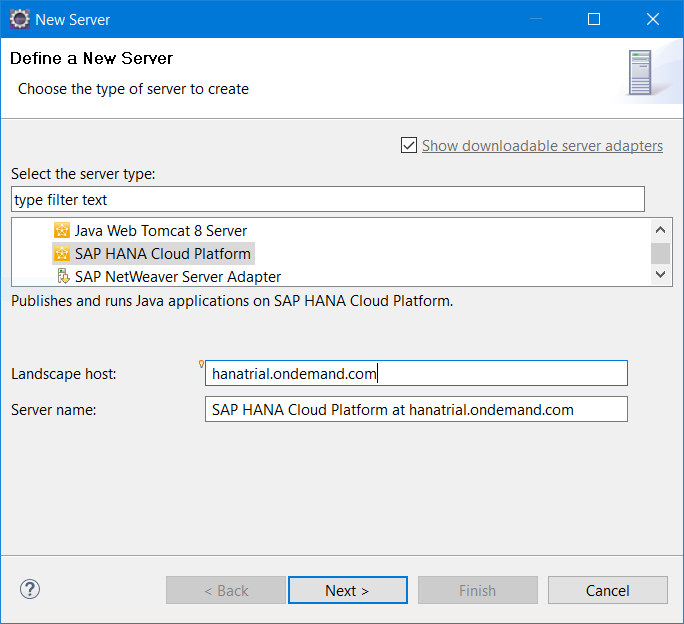 New Server
Define a New Server
Choose the type of server to create
Show downloadable server adapters
Select the server type:
type filter text
Java Web Tomcat 8 Server
SAP HANA Cloud Platform
SAP NetWeaver Server Adapter
Publishes and runs Java applications on SAP HANA Cloud Platform.
Landscape host: hanatrial.ondemand.com
Server name: SAP HANA Cloud Platform at hanatrial.ondemand.com
? < Back Next > Finish Cancel